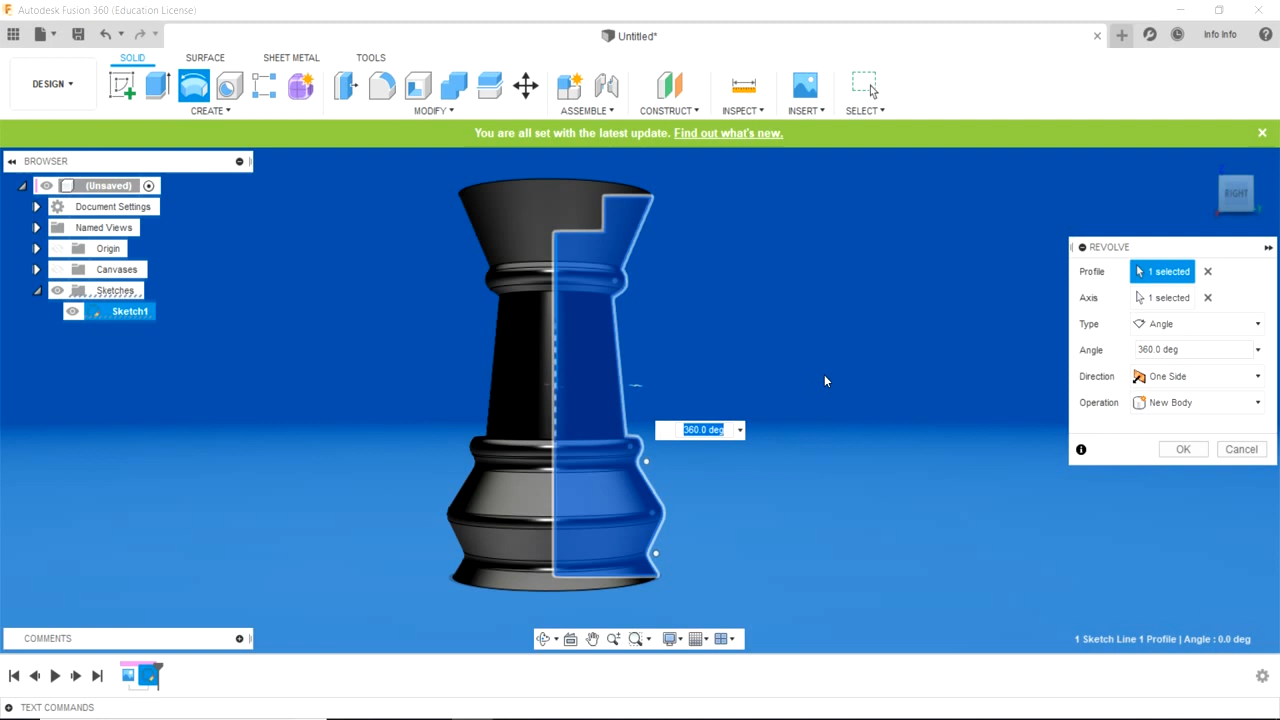 Autodesk Fusion 360 (Education License)
Untitled*
Info Info
SOLID SURFACE SHEET METAL TOOLS
DESIGN
CREATE MODIFY ASSEMBLE CONSTRUCT INSPECT INSERT SELECT
You are all set with the latest update. Find out what's new.
BROWSER
(Unsaved)
Document Settings
Named Views
Origin
Canvases
Sketches
Sketch1
RIGHT
REVOLVE
Profile 1 selected
Axis 1 selected
Type Angle
Angle 360.0 deg
Direction One Side
Operation New Body
OK Cancel
360.0 deg
COMMENTS
1 Sketch Line 1 Profile | Angle : 0.0 deg
TEXT COMMANDS